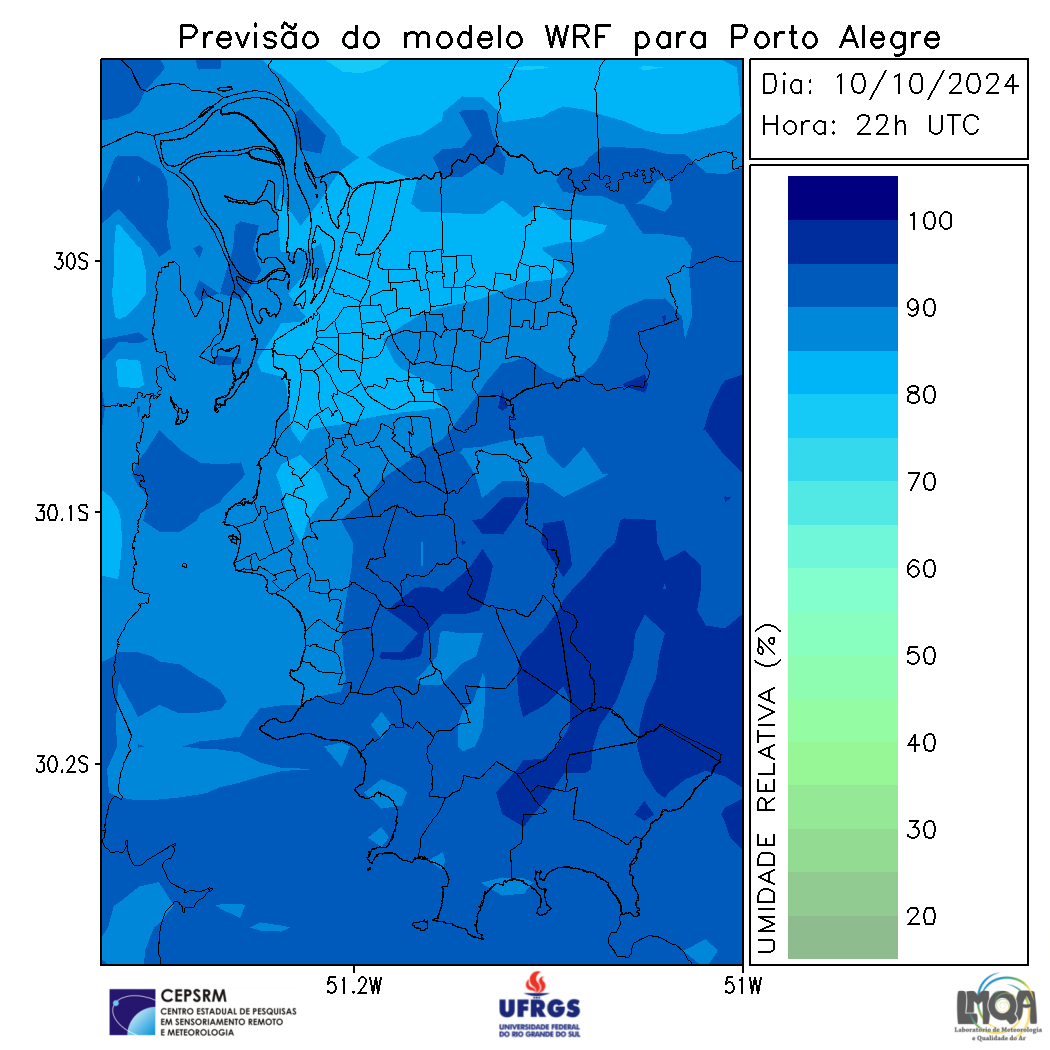 Previsão do modelo WRF para Porto Alegre
Dia: 10/10/2024
Hora: 22h UTC
30S
30.1S
30.2S
51.2W
51W
100
90
80
70
60
50
40
30
20
UMIDADE RELATIVA (%)
CEPSRM
CENTRO ESTADUAL DE PESQUISAS
EM SENSORIAMENTO REMOTO
E METEOROLOGIA
UFRGS
UNIVERSIDADE FEDERAL
DO RIO GRANDE DO SUL
LMQA
Laboratório de Meteorologia
e Qualidade do Ar